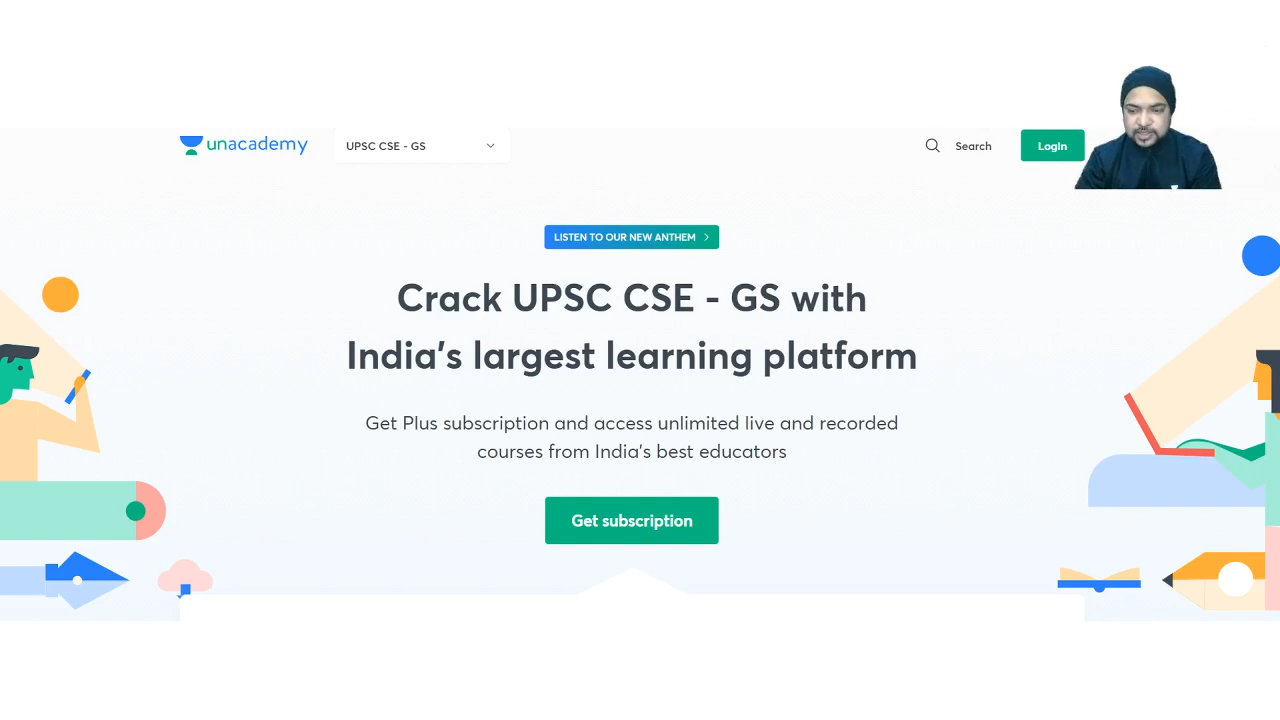 unacademy
UPSC CSE - GS
Search
Login
LISTEN TO OUR NEW ANTHEM
Crack UPSC CSE - GS with
India's largest learning platform
Get Plus subscription and access unlimited live and recorded
courses from India's best educators
Get subscription